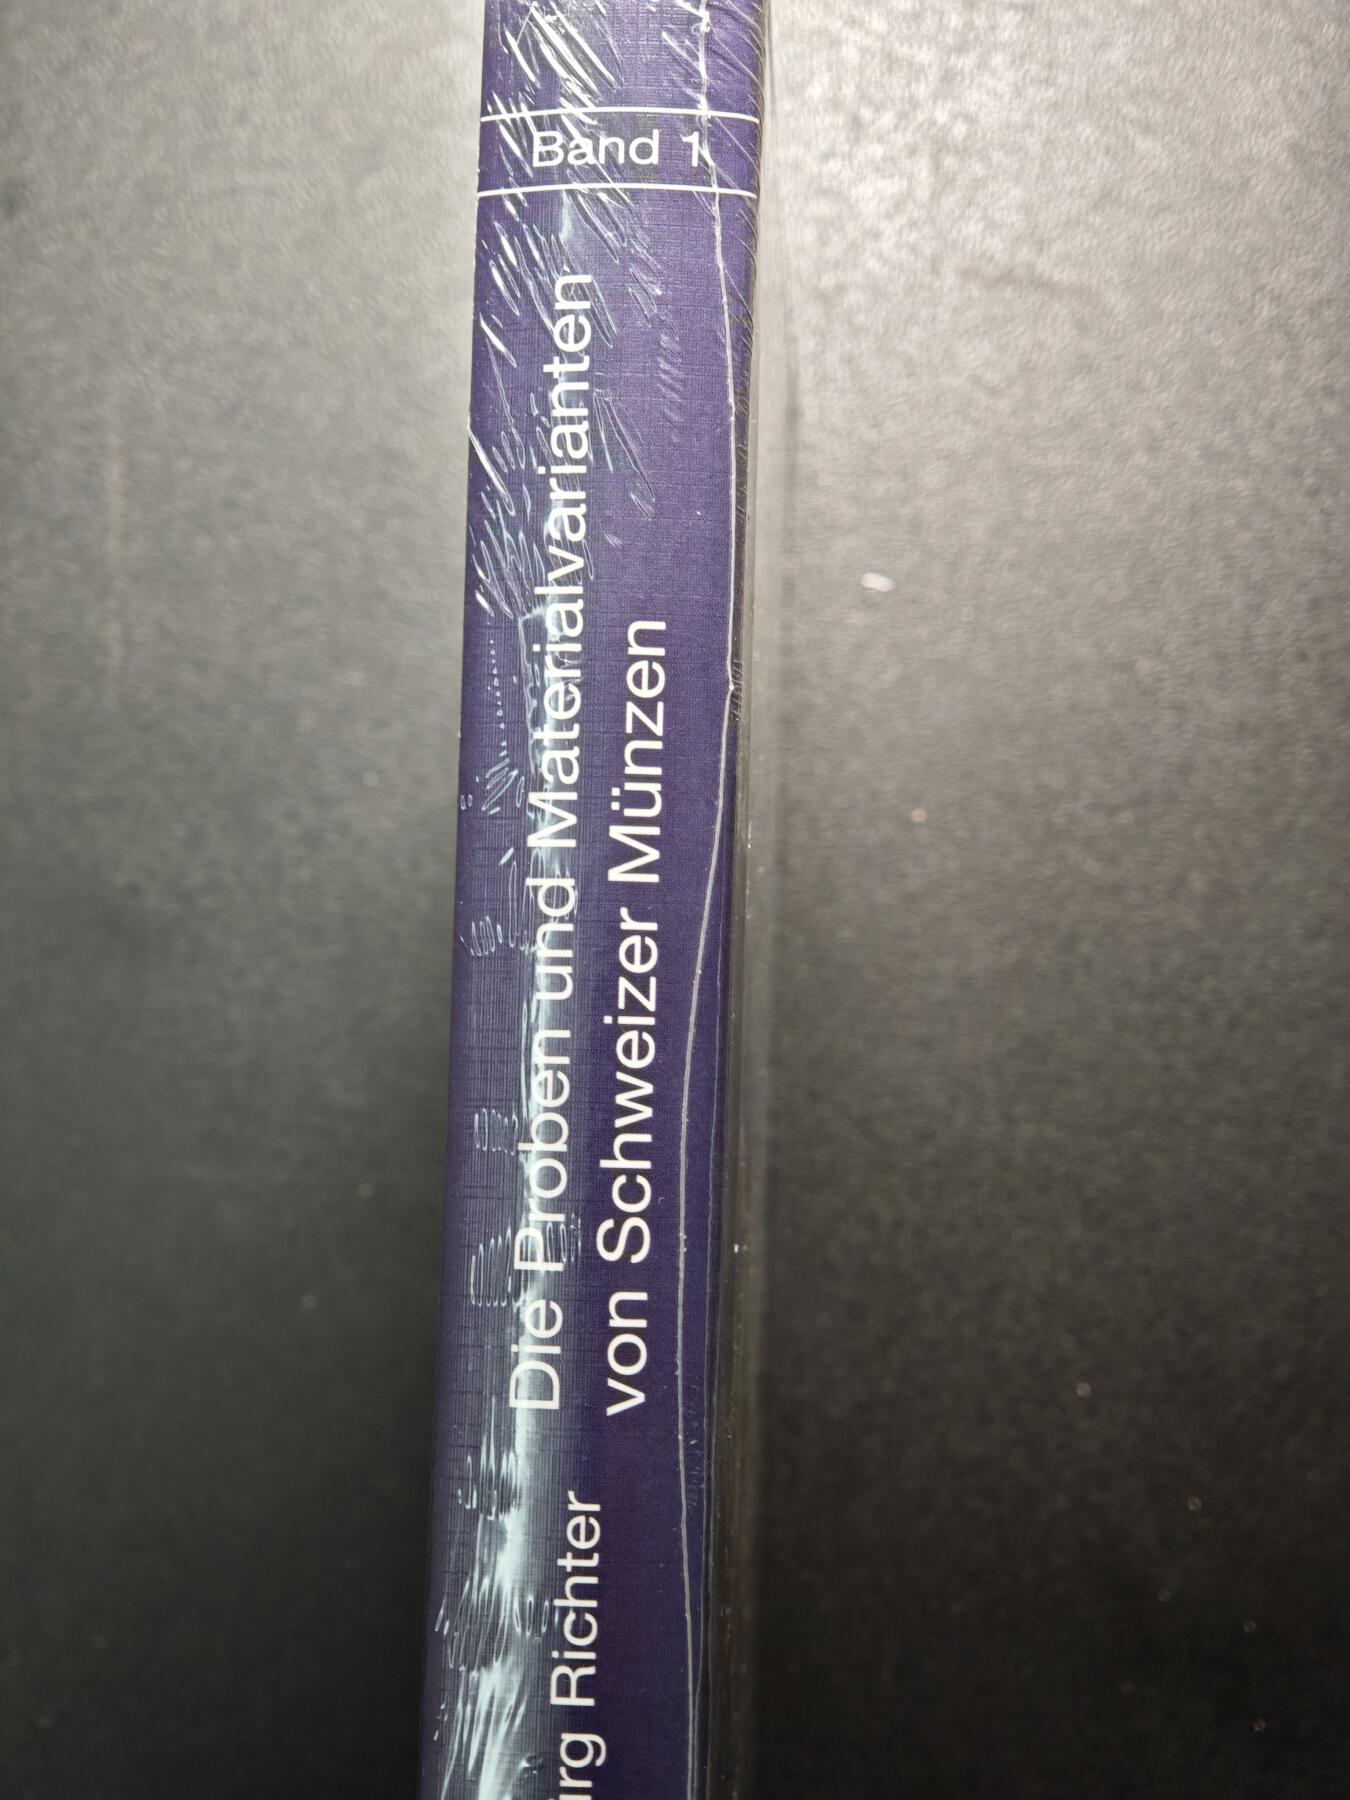 Band 1
Die Proben und Materialvarianten
von Schweizer Münzen
Richter